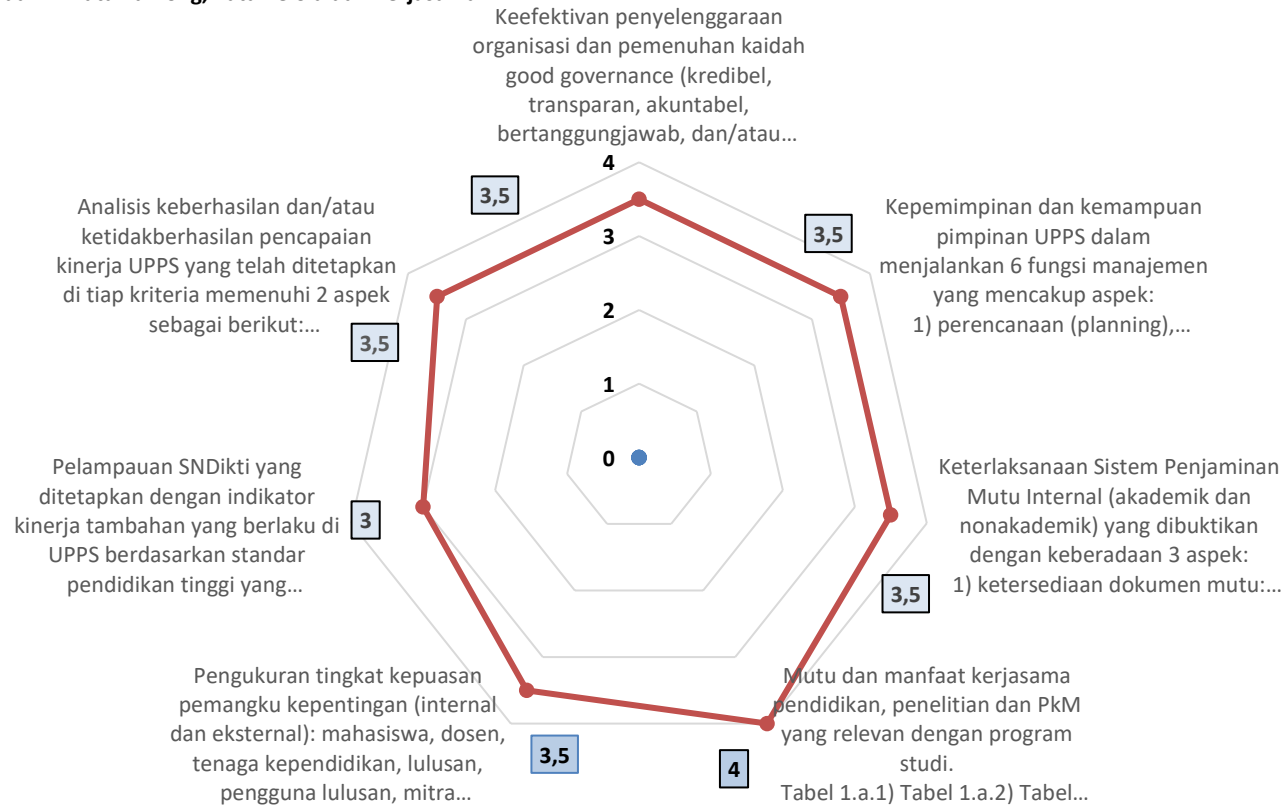 Keefektivan penyelenggaraan
organisasi dan pemenuhan kaidah
good governance (kredibel,
transparan, akuntabel,
bertanggungjawab, dan/atau…
4
3,5
3,5
Analisis keberhasilan dan/atau
ketidakberhasilan pencapaian
kinerja UPPS yang telah ditetapkan
di tiap kriteria memenuhi 2 aspek
sebagai berikut:…
Kepemimpinan dan kemampuan
pimpinan UPPS dalam
menjalankan 6 fungsi manajemen
yang mencakup aspek:
1) perencanaan (planning),…
3
2
1
0
3,5
Pelampauan SNDikti yang
ditetapkan dengan indikator
kinerja tambahan yang berlaku di
UPPS berdasarkan standar
pendidikan tinggi yang…
3
Keterlaksanaan Sistem Penjaminan
Mutu Internal (akademik dan
nonakademik) yang dibuktikan
dengan keberadaan 3 aspek:
1) ketersediaan dokumen mutu:…
3,5
Pengukuran tingkat kepuasan
pemangku kepentingan (internal
dan eksternal): mahasiswa, dosen,
tenaga kependidikan, lulusan,
pengguna lulusan, mitra…
3,5
4
Mutu dan manfaat kerjasama
pendidikan, penelitian dan PkM
yang relevan dengan program
studi.
Tabel 1.a.1) Tabel 1.a.2) Tabel…